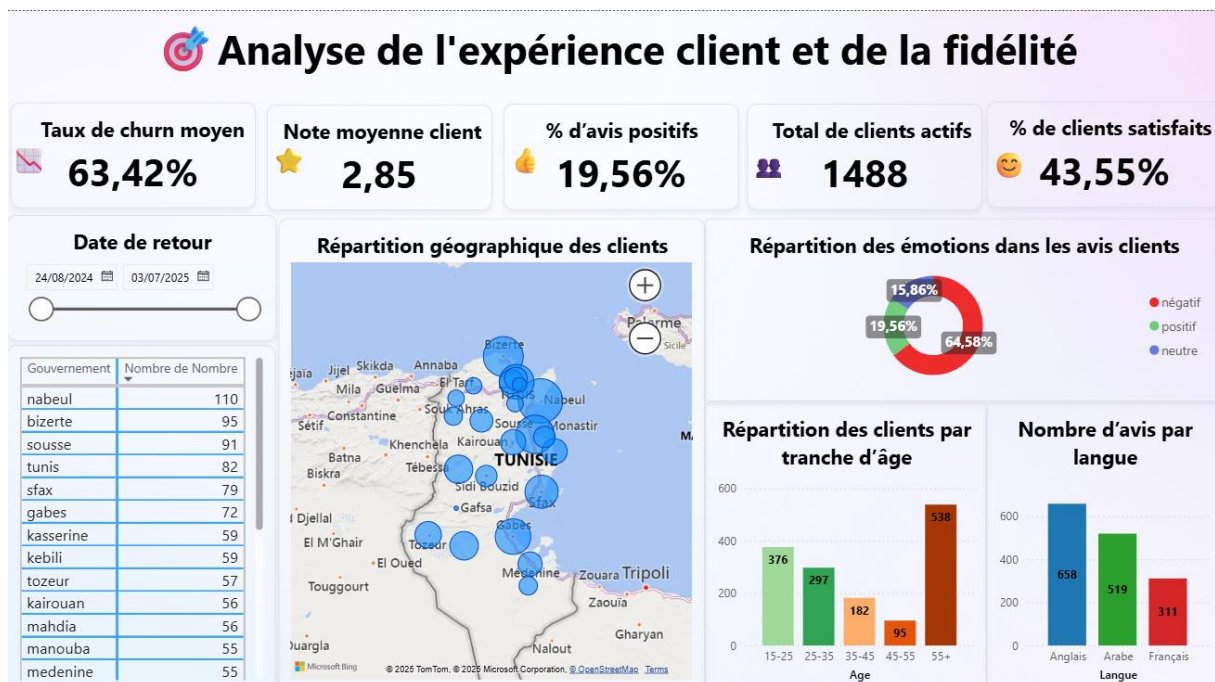 Analyse de l'expérience client et de la fidélité
Taux de churn moyen
63,42%
Note moyenne client
2,85
% d'avis positifs
19,56%
Total de clients actifs
1488
% de clients satisfaits
43,55%
Date de retour
24/08/2024 03/07/2025
Gouvernement Nombre de Nombre
nabeul 110
bizerte 95
sousse 91
tunis 82
sfax 79
gabes 72
kasserine 59
kebili 59
tozeur 57
kairouan 56
mahdia 56
manouba 55
medenine 55
Répartition géographique des clients
Palerme
Sicile
Bizerte
Jijel Skikda Annaba
El Tarf
Mila Guelma
Nabeul
Souk Ahras
Constantine
Sétif
Sousse
Monastir
Khenchela Kairouan
Batna
TUNISIE
Tébessa
Biskra
Sidi Bouzid
Sfax
Gafsa
Djellal
Gabes
El M'Ghair
Tozeur
El Oued
Medenine
Zouara Tripoli
Touggourt
Zaouïa
Gharyan
Nalout
Microsoft Bing
© 2025 TomTom, © 2025 Microsoft Corporation, © OpenStreetMap Terms
Répartition des émotions dans les avis clients
15,86%
19,56%
64,58%
négatif
positif
neutre
Répartition des clients par
tranche d'âge
600
400
200
0
376
297
182
95
538
15-25 25-35 35-45 45-55 55+
Age
Nombre d’avis par
langue
600
400
200
0
658
519
311
Anglais Arabe Français
Langue